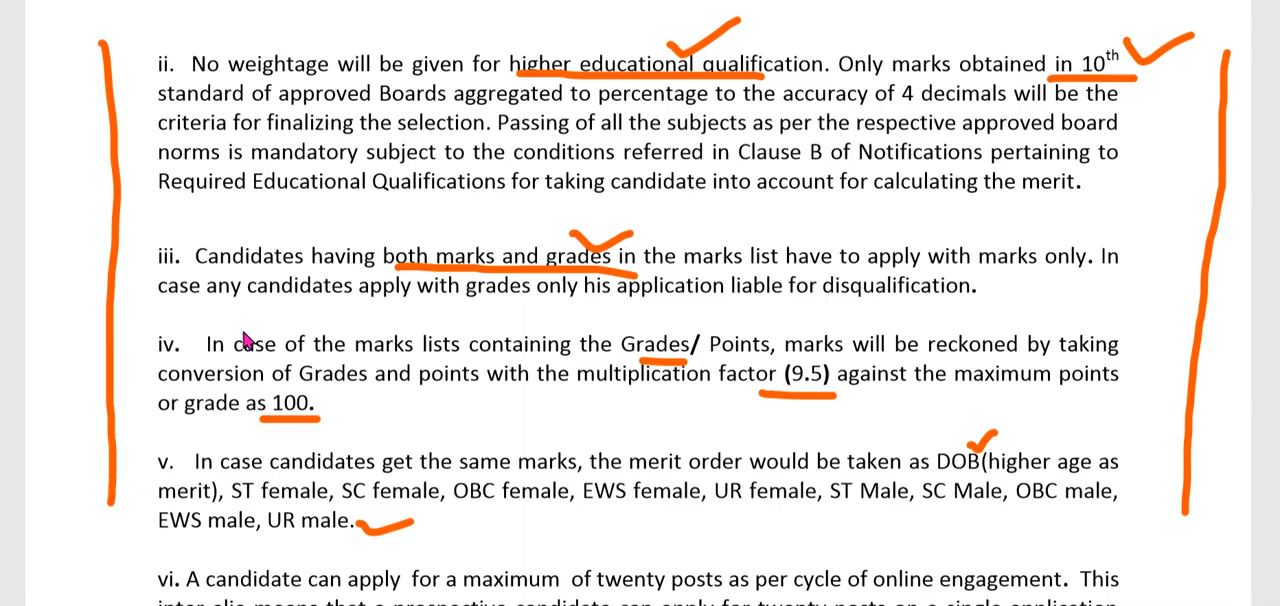 ii. No weightage will be given for higher educational qualification. Only marks obtained in 10th
standard of approved Boards aggregated to percentage to the accuracy of 4 decimals will be the
criteria for finalizing the selection. Passing of all the subjects as per the respective approved board
norms is mandatory subject to the conditions referred in Clause B of Notifications pertaining to
Required Educational Qualifications for taking candidate into account for calculating the merit.
iii. Candidates having both marks and grades in the marks list have to apply with marks only. In
case any candidates apply with grades only his application liable for disqualification.
iv. In case of the marks lists containing the Grades/ Points, marks will be reckoned by taking
conversion of Grades and points with the multiplication factor (9.5) against the maximum points
or grade as 100.
v. In case candidates get the same marks, the merit order would be taken as DOB(higher age as
merit), ST female, SC female, OBC female, EWS female, UR female, ST Male, SC Male, OBC male,
EWS male, UR male.
vi. A candidate can apply for a maximum of twenty posts as per cycle of online engagement. This